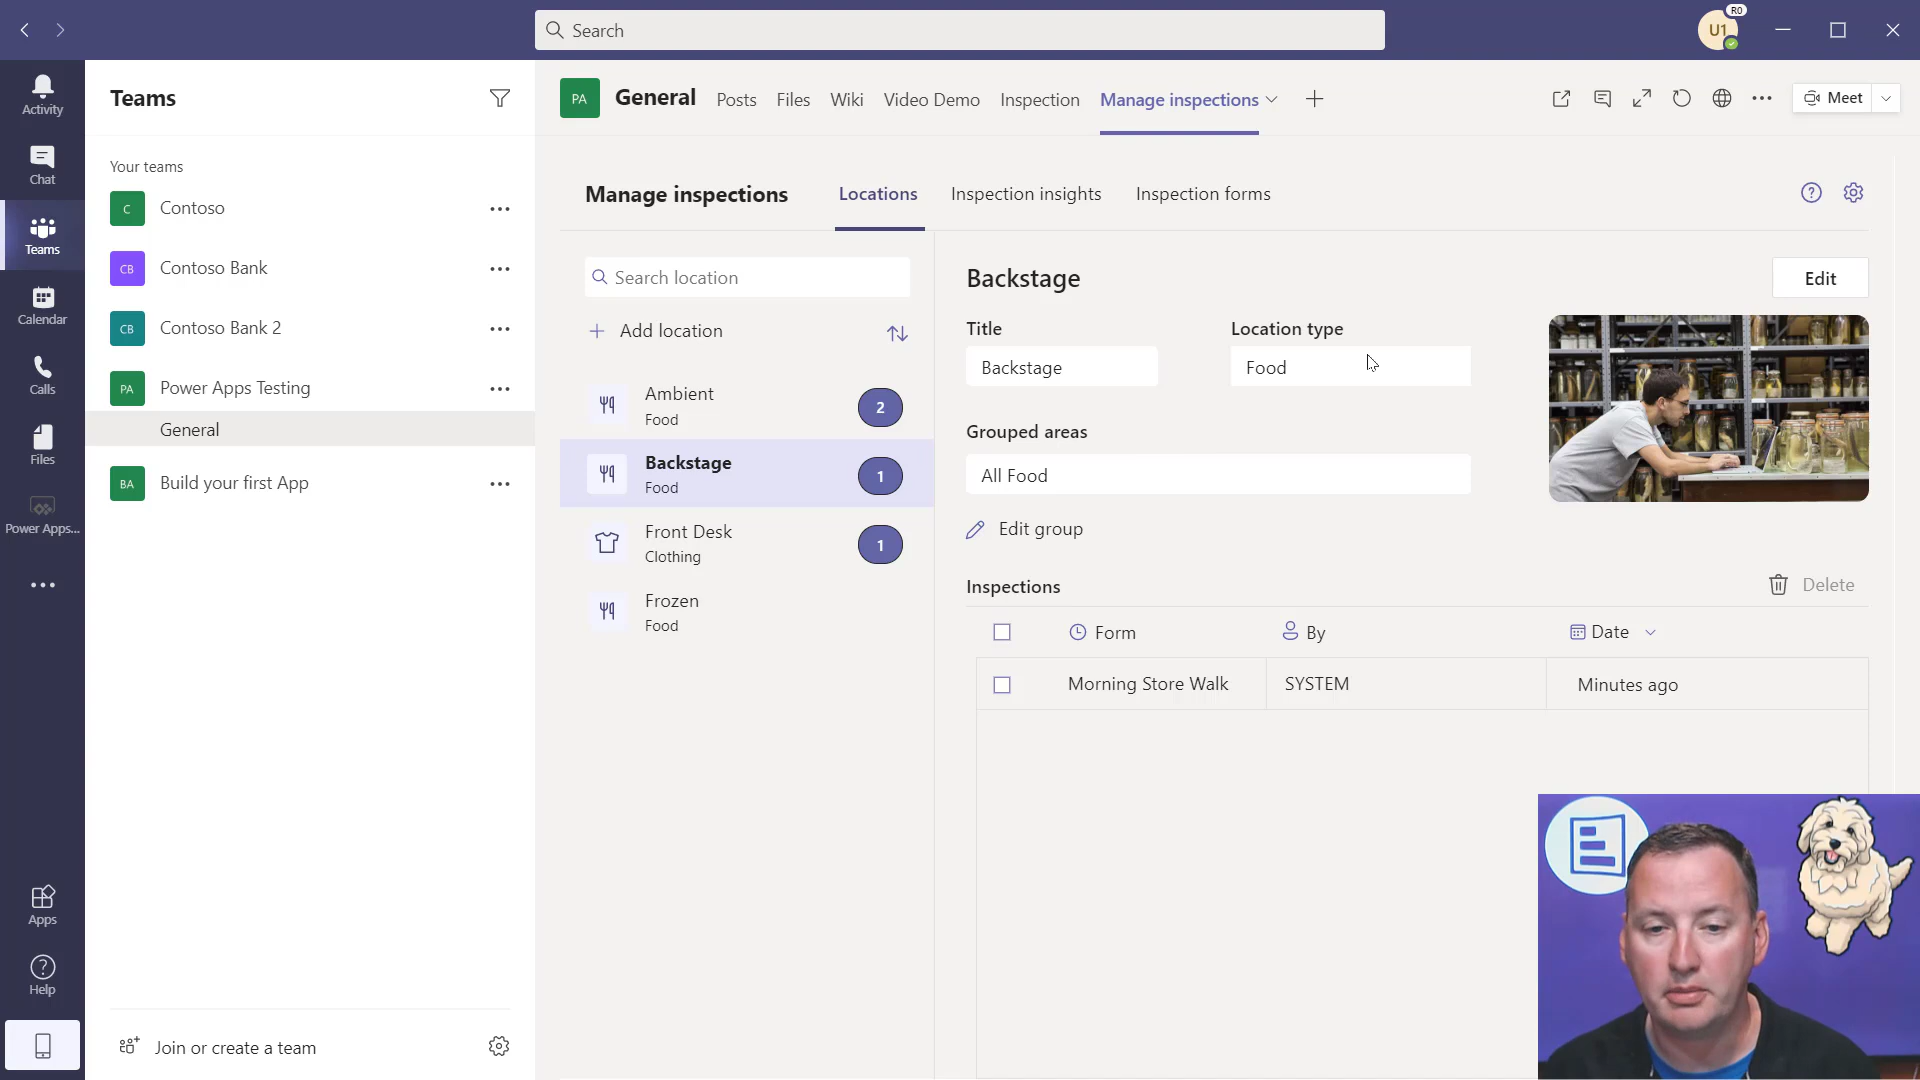 Search
U1
RO
Activity
Chat
Teams
Calendar
Calls
Files
Power Apps...
Apps
Help
Teams
Your teams
C
Contoso
CB
Contoso Bank
CB
Contoso Bank 2
PA
Power Apps Testing
General
BA
Build your first App
Join or create a team
PA
General
Posts
Files
Wiki
Video Demo
Inspection
Manage inspections
Meet
Manage inspections
Locations
Inspection insights
Inspection forms
Search location
Add location
Ambient
Food
2
Backstage
Food
1
Front Desk
Clothing
1
Frozen
Food
Backstage
Edit
Title
Location type
Backstage
Food
Grouped areas
All Food
Edit group
Inspections
Delete
Form
By
Date
Morning Store Walk
SYSTEM
Minutes ago